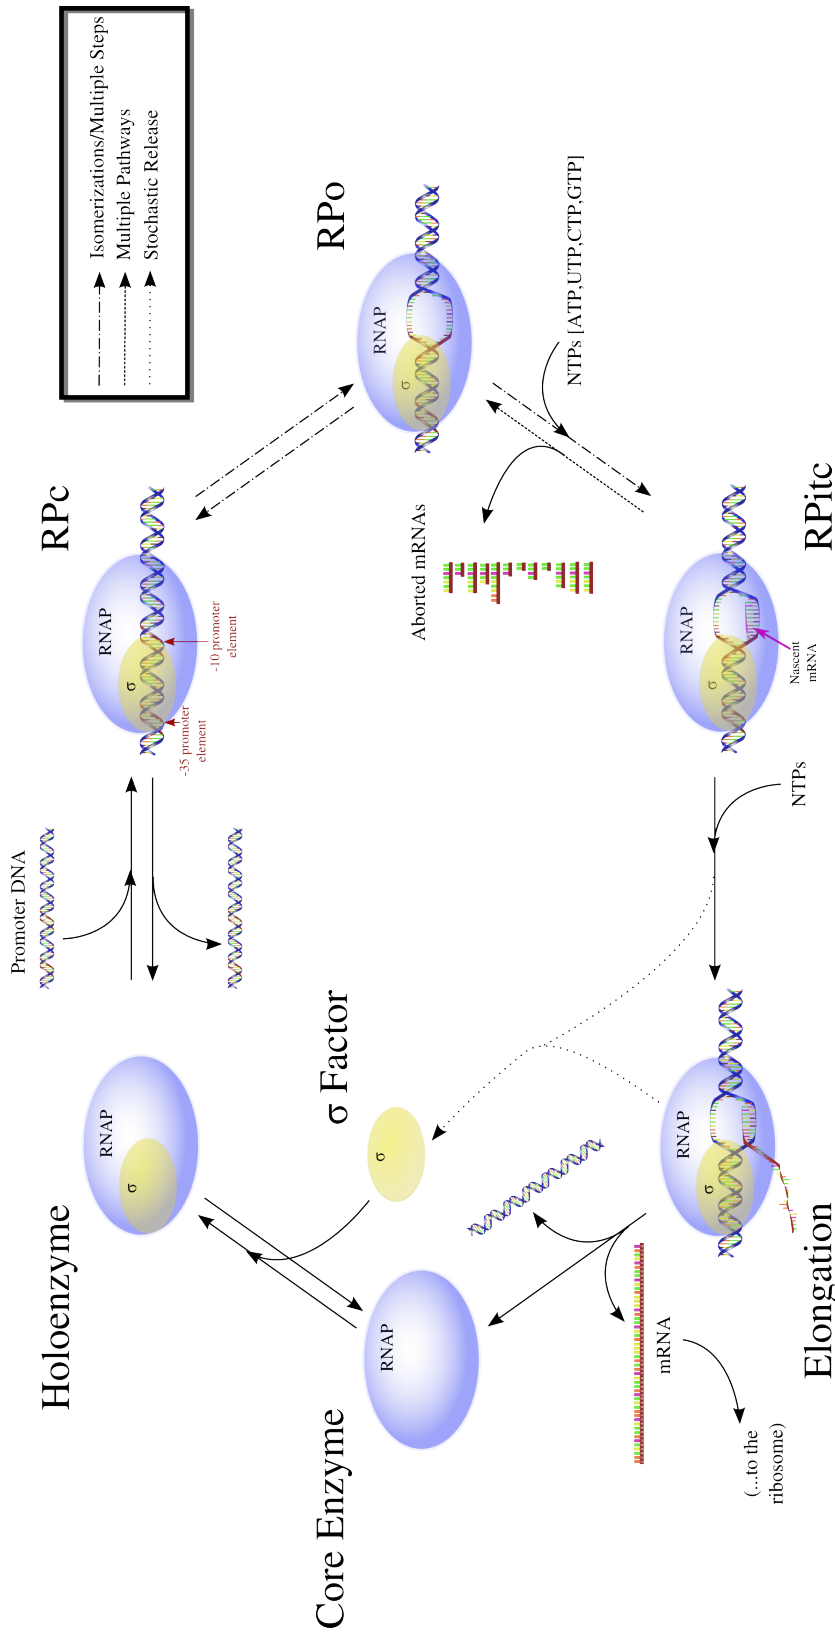 Isomerizations/Multiple Steps
Multiple Pathways
Stochastic Release
Holoenzyme
RNAP
σ
Promoter DNA
RPc
RNAP
σ
-35 promoter
element
-10 promoter
element
RPo
RNAP
σ
NTPs [ATP,UTP,CTP,GTP]
Aborted mRNAs
RPitc
RNAP
σ
Nascent
mRNA
NTPs
Elongation
RNAP
σ
σ Factor
σ
mRNA
(...to the
ribosome)
Core Enzyme
RNAP